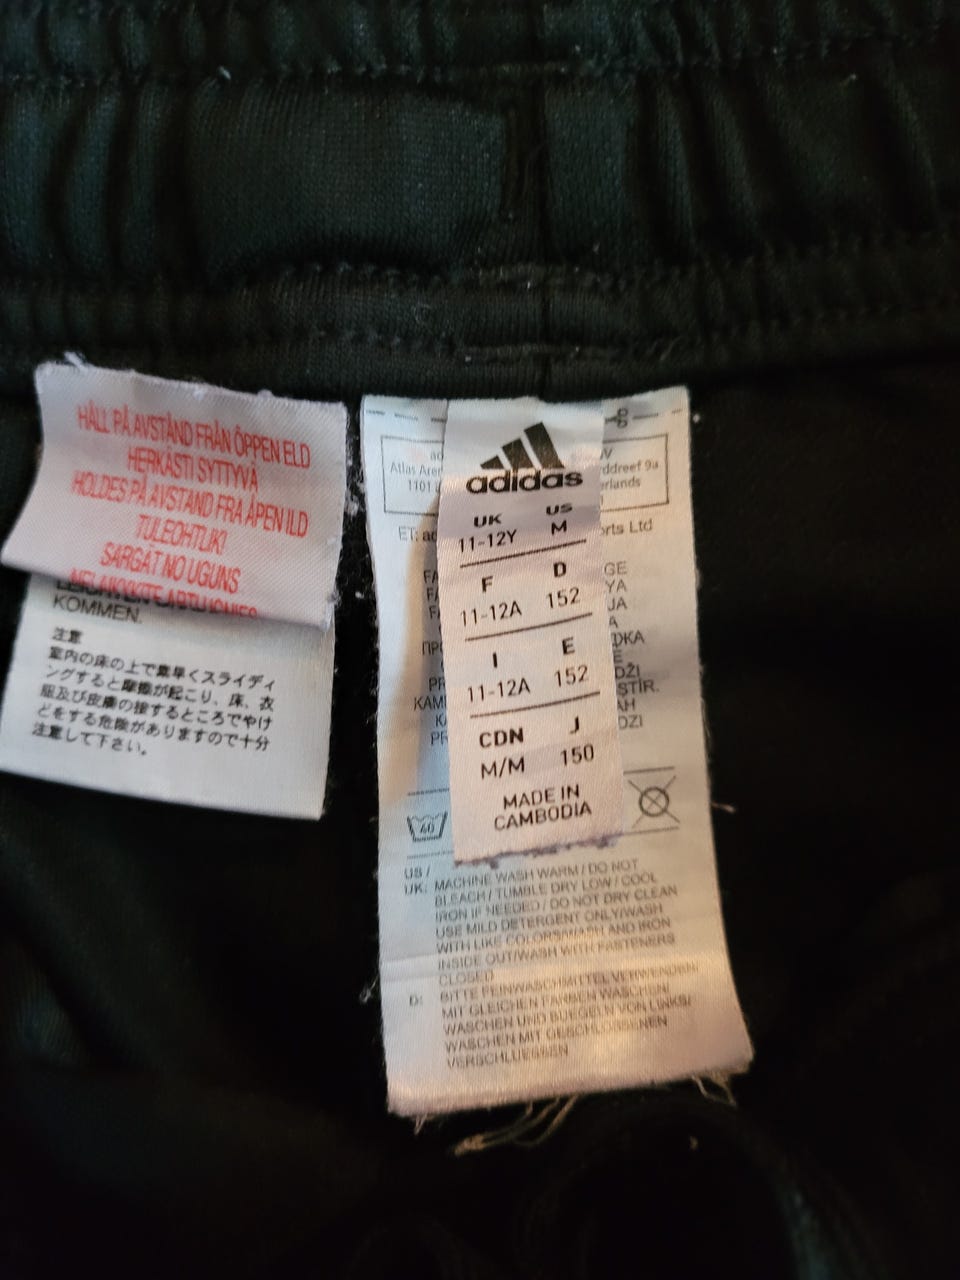 HÅLL PÅ AVSTÅND FRÅN ÖPPEN ELD
HERKÄSTI SYTTYVÄ
HOLDES PÅ AVSTAND FRA ÅPEN ILD
TULEOHTLIK!
SARGĀT NO UGUNS
KOMMEN.
注意
室内の床の上で素早くスライディ
ングすると摩擦が起こり、床、衣
服及び皮膚の接するところでやけ
どをする危険がありますので十分
注意して下さい。
adidas
UK US
11-12Y M
F D
11-12A 152
I E
11-12A 152
CDN J
M/M 150
MADE IN
CAMBODIA
40
US /
UK: MACHINE WASH WARM / DO NOT
BLEACH / TUMBLE DRY LOW / COOL
IRON IF NEEDED / DO NOT DRY CLEAN
USE MILD DETERGENT ONLY/WASH
WITH LIKE COLORS/WASH AND IRON
INSIDE OUT/WASH WITH FASTENERS
CLOSED
D: BITTE FEINWASCHMITTEL VERWENDEN/
MIT GLEICHEN FARBEN WASCHEN/
WASCHEN UND BUEGELN VON LINKS/
WASCHEN MIT GESCHLOSSENEN
VERSCHLUESSEN